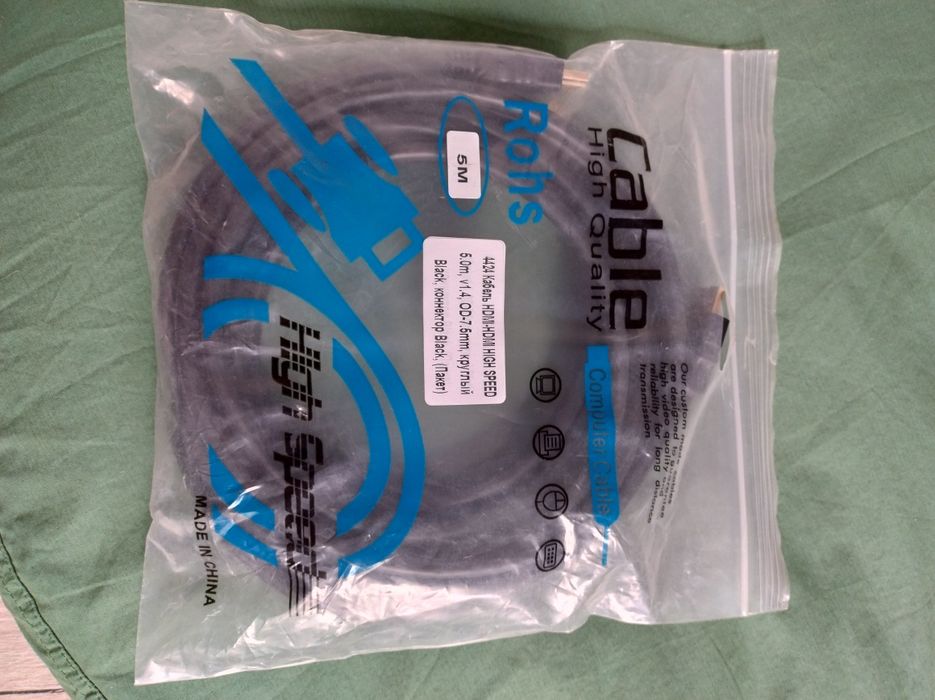 Cable
High Quality
Rohs
5M
4424 Кабель HDMI-HDMI HIGH SPEED
5.0m, v1.4, OD-7.5mm, круглый
Black, коннектор Black, (Пакет)
Computer Cable
Our custom made cables
are designed to guarantee
high video quality and
reliability for long distance
transmission
High Speed
MADE IN CHINA